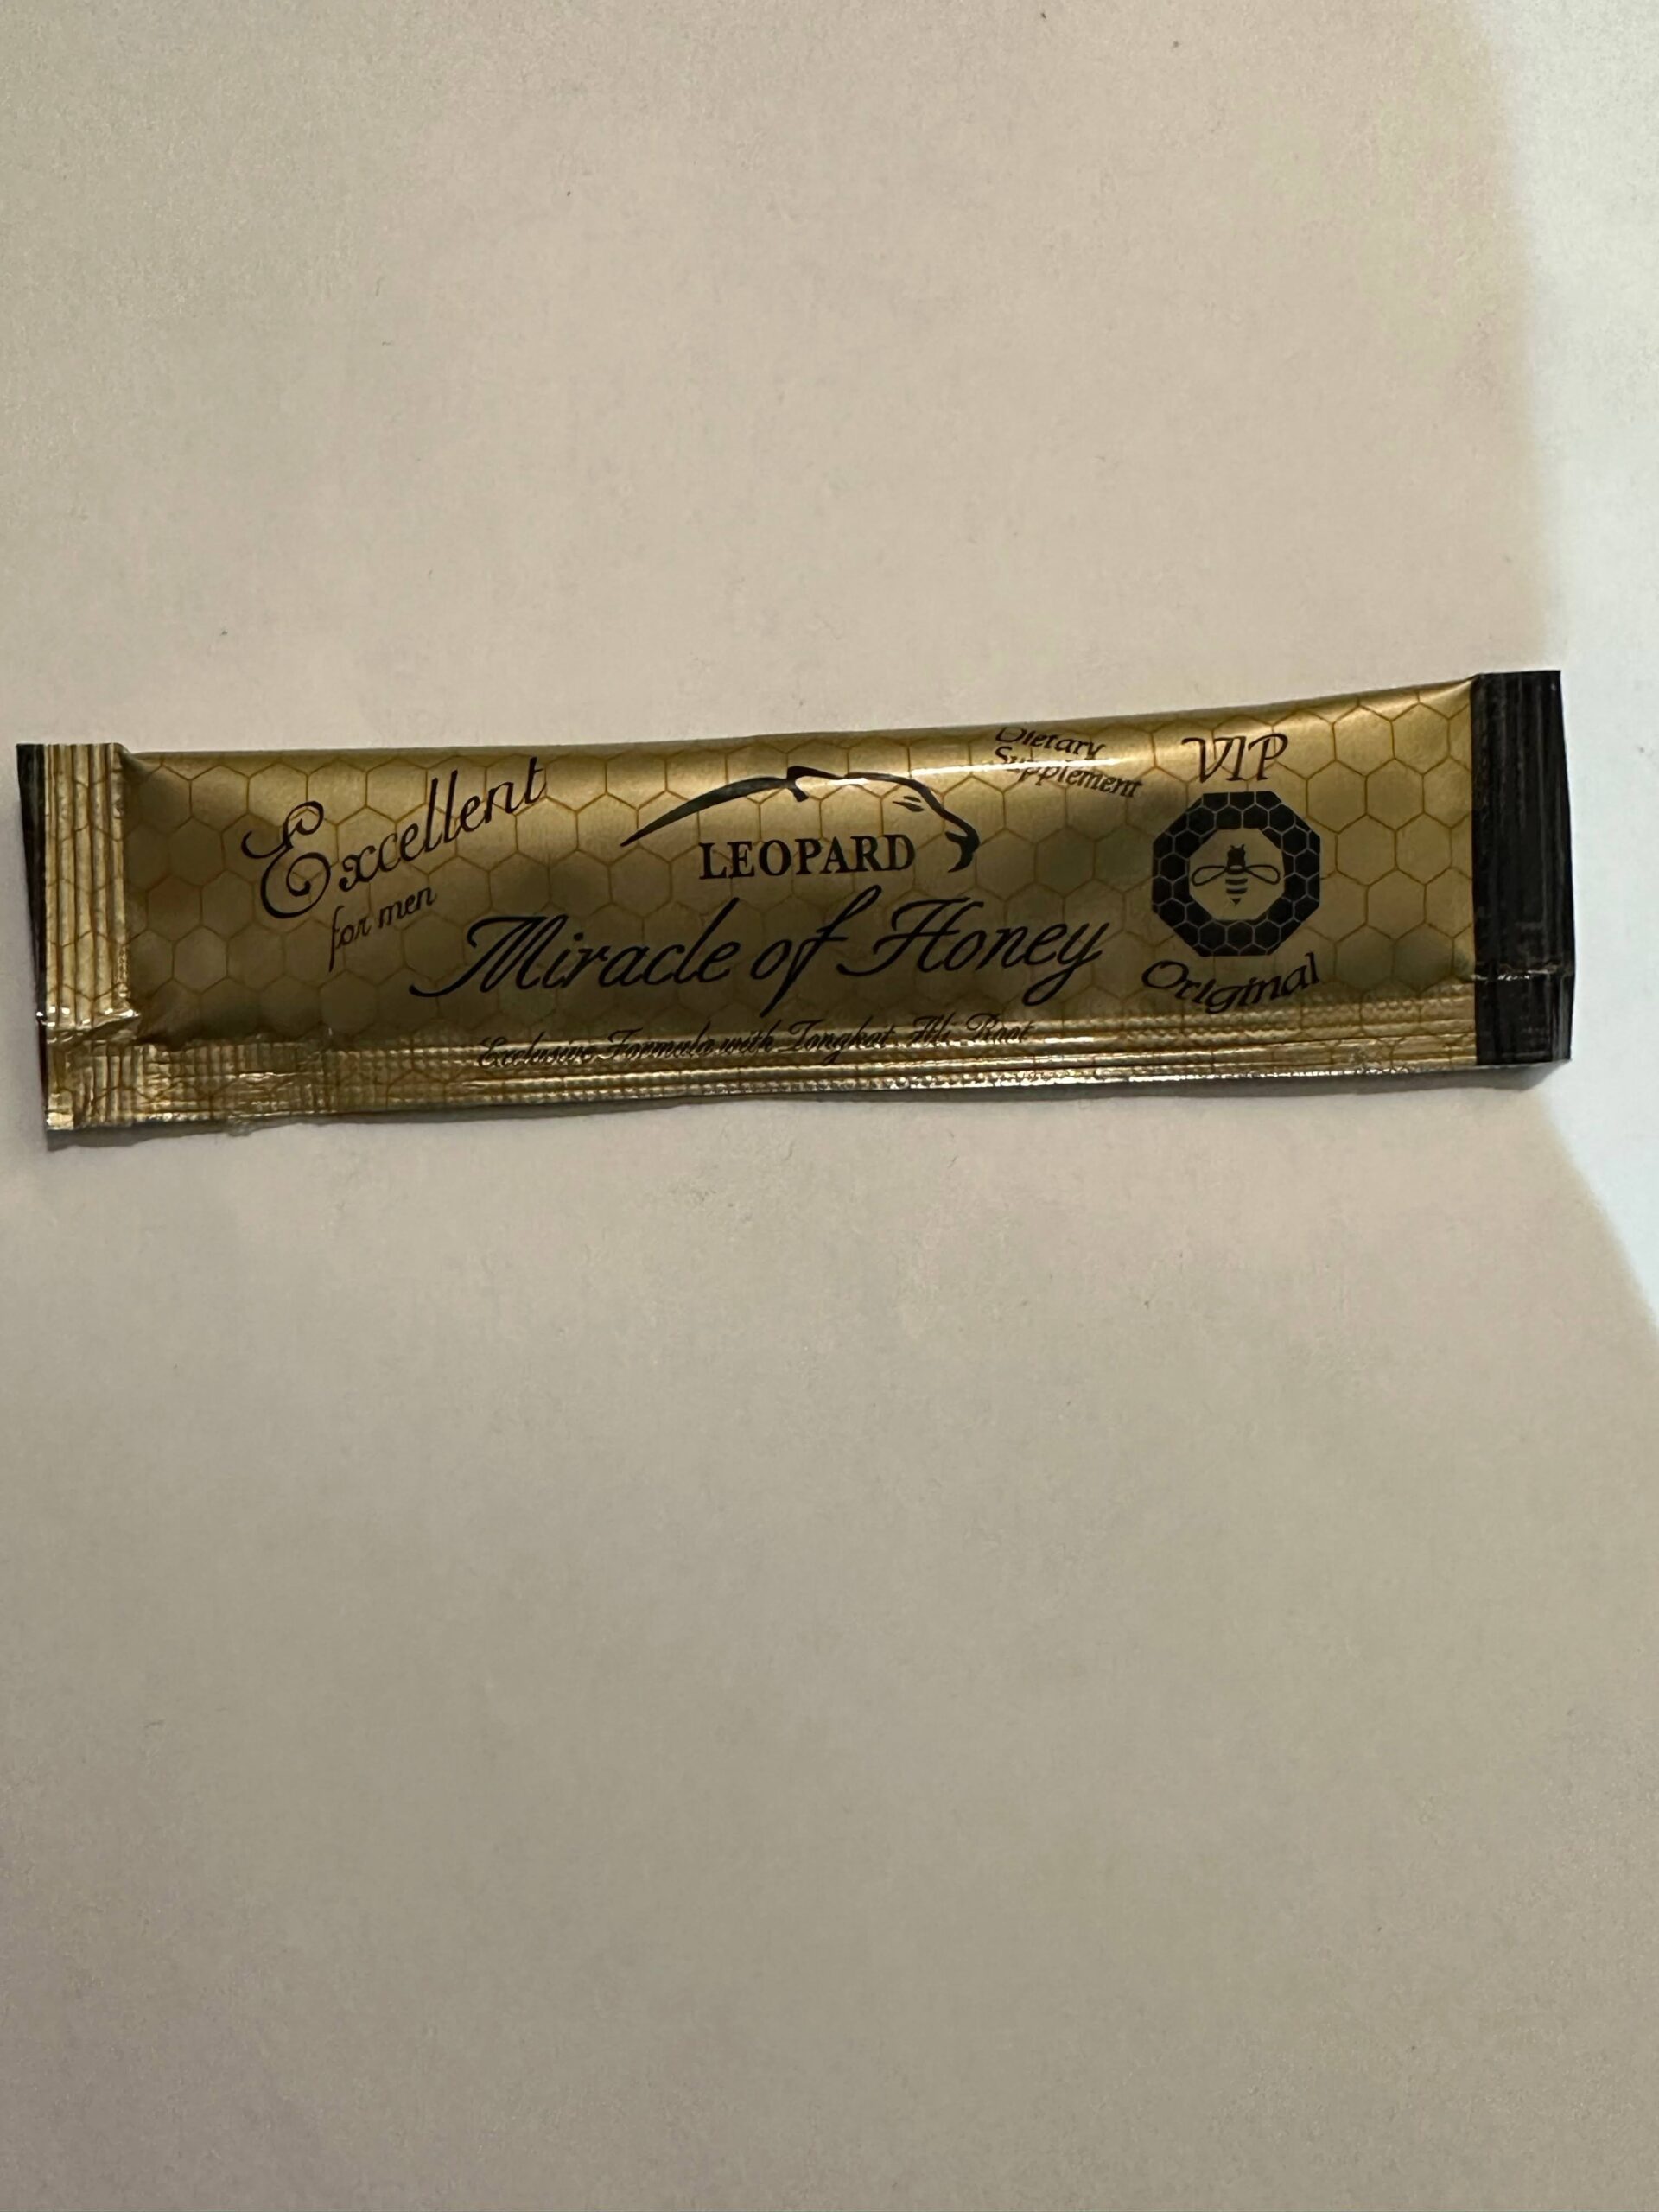 Excellent
for men
LEOPARD
Miracle of Honey
Exclusive Formula with Tongkat Ali Root
Dietary
Supplement
VIP
Original